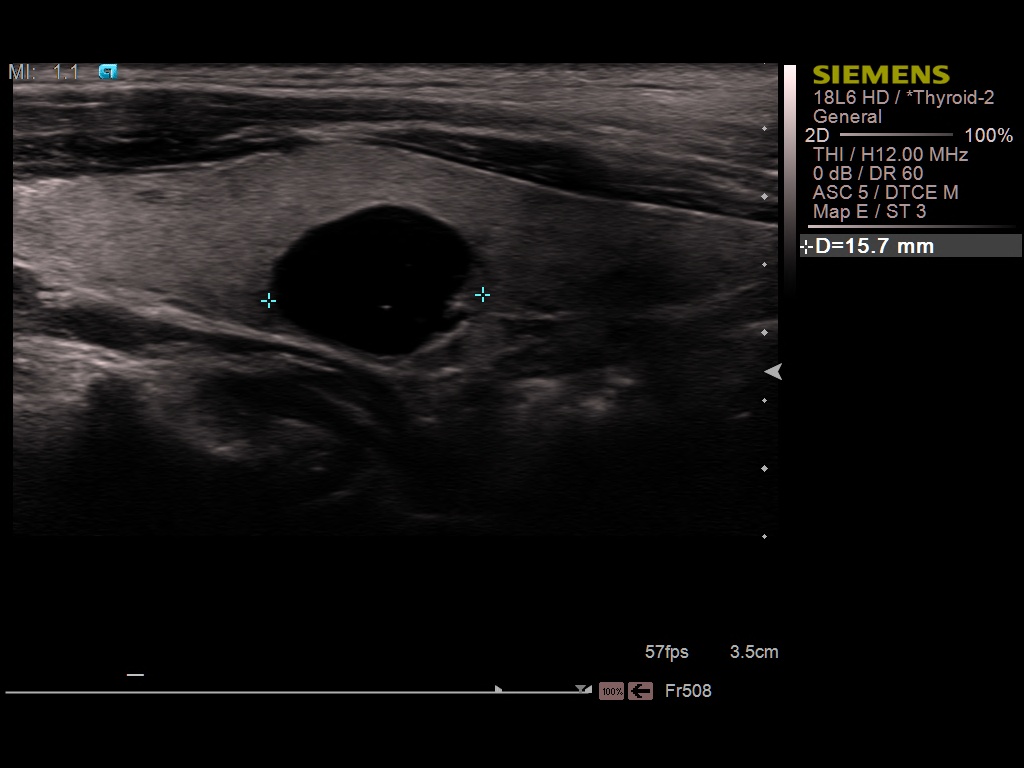 MI: 1.1
SIEMENS
18L6 HD / *Thyroid-2
General
2D 100%
THI / H12.00 MHz
0 dB / DR 60
ASC 5 / DTCE M
Map E / ST 3
D=15.7 mm
57fps 3.5cm
100% Fr508